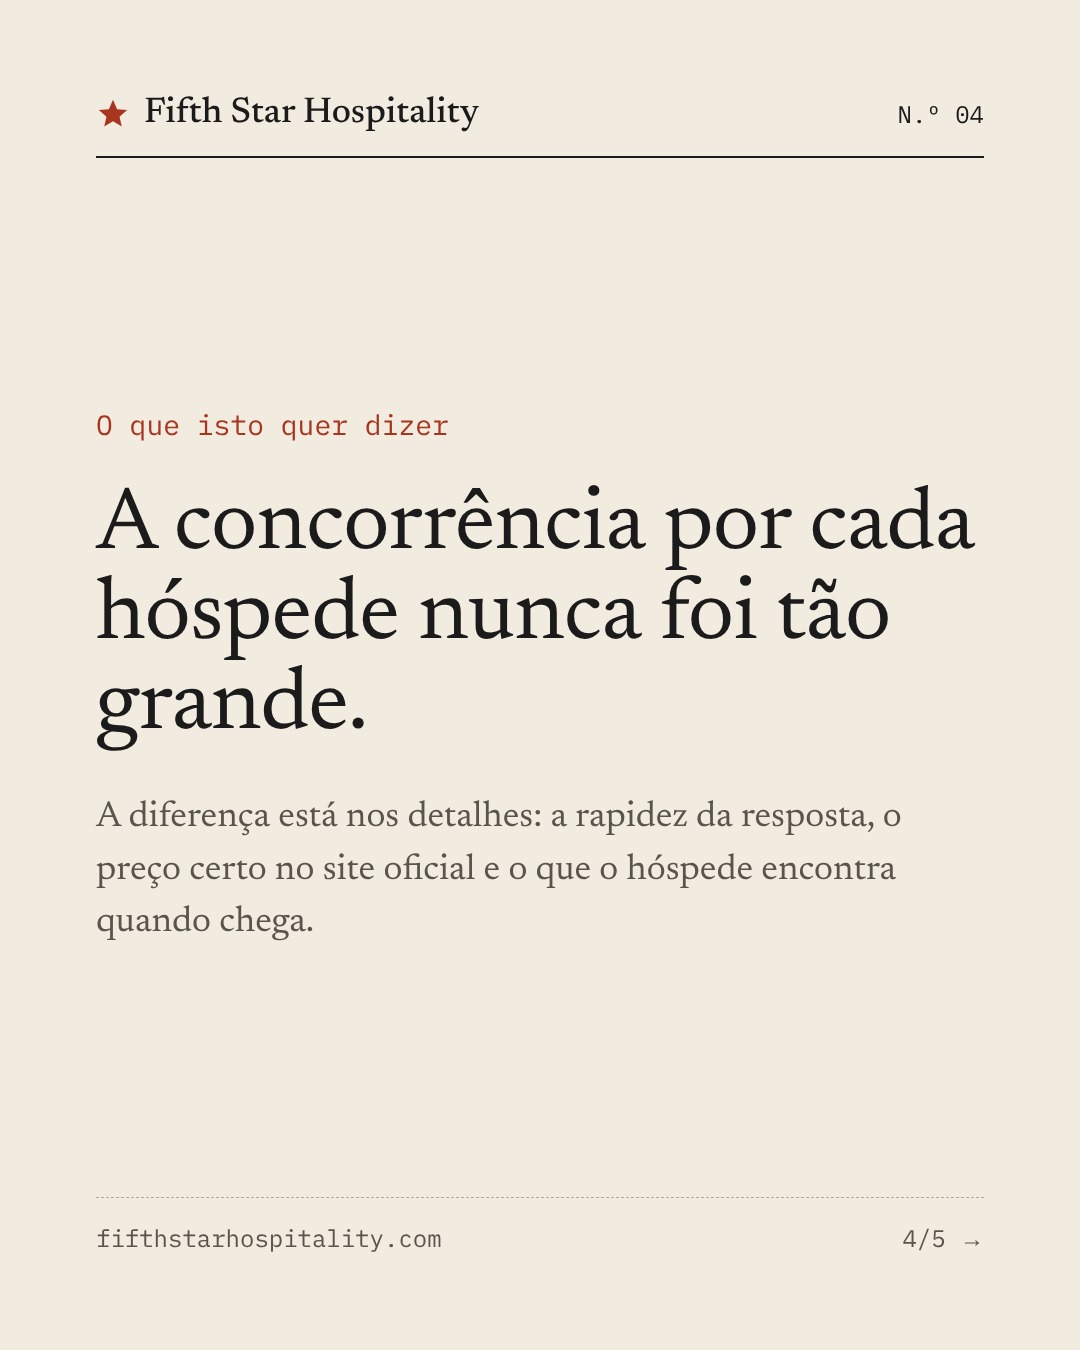 Fifth Star Hospitality
N.º 04
O que isto quer dizer
A concorrência por cada
hóspede nunca foi tão
grande.
A diferença está nos detalhes: a rapidez da resposta, o
preço certo no site oficial e o que o hóspede encontra
quando chega.
fifthstarhospitality.com
4/5 →